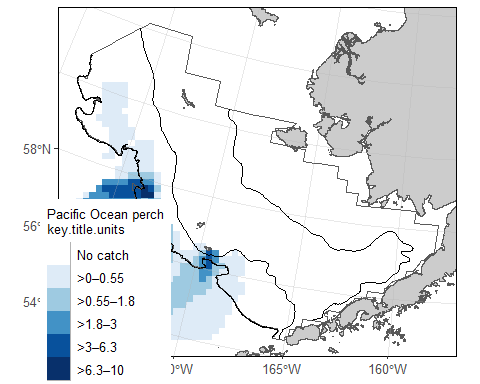 58°N
56°
54°
Pacific Ocean perch
key.title.units
No catch
>0–0.55
>0.55–1.8
>1.8–3
>3–6.3
>6.3–10
0°W
165°W
160°W